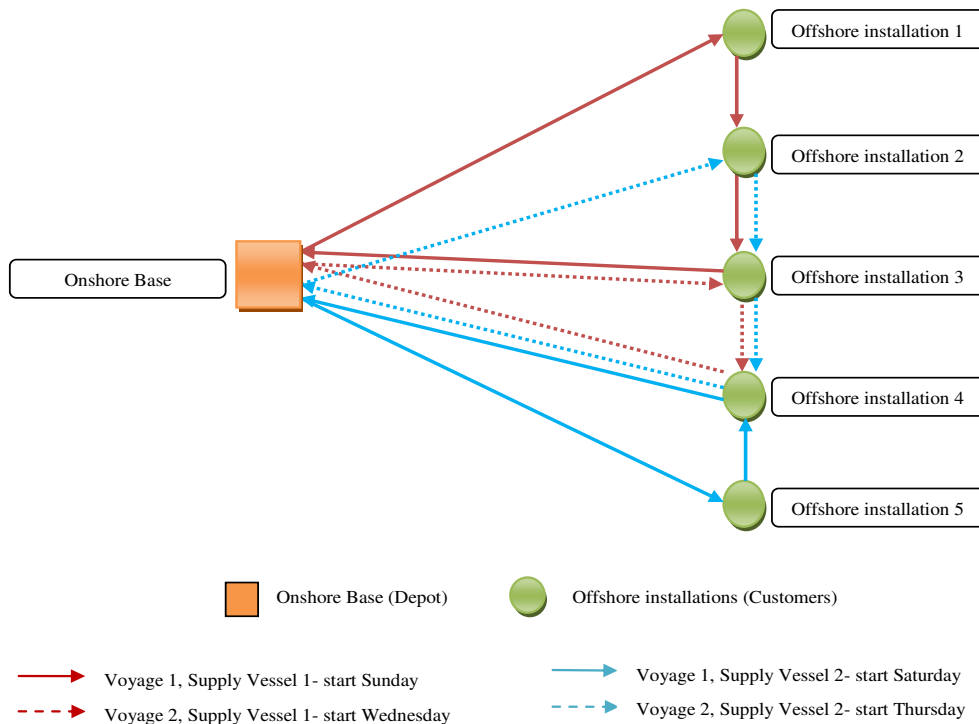 Offshore installation 1
Offshore installation 2
Onshore Base
Offshore installation 3
Offshore installation 4
Offshore installation 5
Onshore Base (Depot)
Offshore installations (Customers)
Voyage 1, Supply Vessel 1- start Sunday
Voyage 1, Supply Vessel 2- start Saturday
Voyage 2, Supply Vessel 1- start Wednesday
Voyage 2, Supply Vessel 2- start Thursday